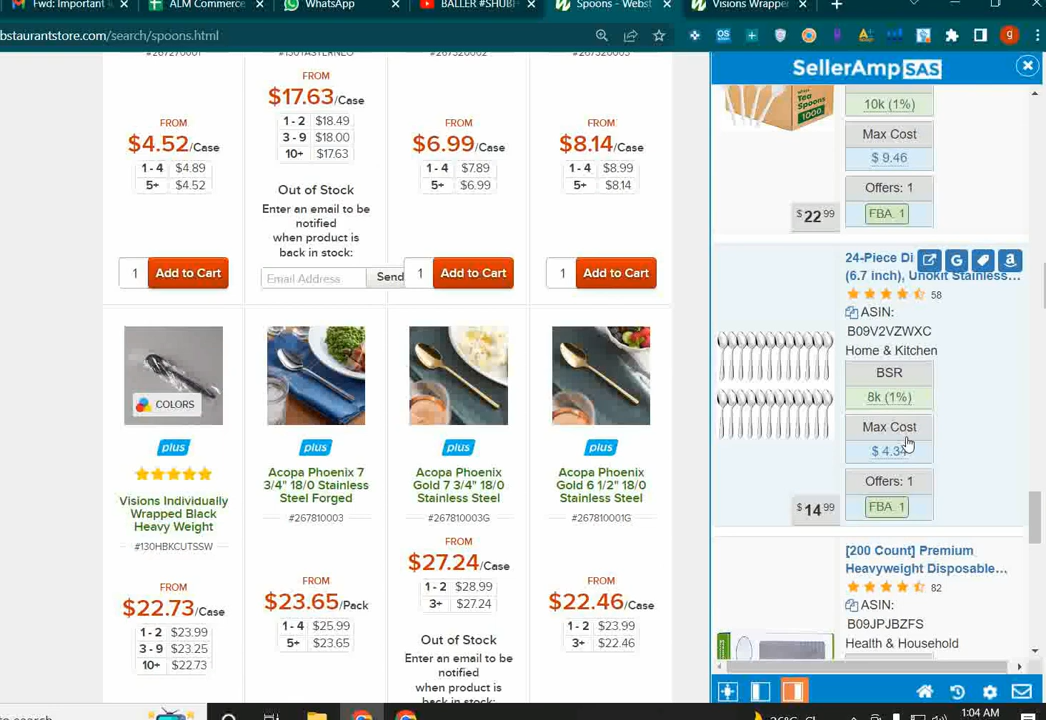 Fwd: Important
ALM Commerce
WhatsApp
BALLER #SHUBH
Spoons - Webst
Visions Wrappe
bstaurantstore.com/search/spoons.html
SellerAmp SAS
#267320002
#267320003
FROM
$4.52/Case
1 - 4 $4.89
5+ $4.52
1 Add to Cart
FROM
$17.63/Case
1 - 2 $18.49
3 - 9 $18.00
10+ $17.63
Out of Stock
Enter an email to be
notified
when product is
back in stock:
Email Address Send
FROM
$6.99/Case
1 - 4 $7.89
5+ $6.99
1 Add to Cart
FROM
$8.14/Case
1 - 4 $8.99
5+ $8.14
1 Add to Cart
COLORS
plus
Visions Individually
Wrapped Black
Heavy Weight
#130HBKCUTSSW
FROM
$22.73/Case
1 - 2 $23.99
3 - 9 $23.25
10+ $22.73
plus
Acopa Phoenix 7
3/4" 18/0 Stainless
Steel Forged
#267810003
FROM
$23.65/Pack
1 - 4 $25.99
5+ $23.65
plus
Acopa Phoenix
Gold 7 3/4" 18/0
Stainless Steel
#267810003G
FROM
$27.24/Case
1 - 2 $28.99
3+ $27.24
Out of Stock
Enter an email to be
notified
when product is
back in stock:
plus
Acopa Phoenix
Gold 6 1/2" 18/0
Stainless Steel
#267810001G
FROM
$22.46/Case
1 - 2 $23.99
3+ $22.46
Tea
Spoons
1000
10k (1%)
Max Cost
$ 9.46
Offers: 1
FBA: 1
$ 22 99
24-Piece Di
(6.7 inch), Unokit Stainless...
58
ASIN:
B09V2VZWXC
Home & Kitchen
BSR
8k (1%)
Max Cost
$ 4.34
Offers: 1
FBA: 1
$ 14 99
[200 Count] Premium
Heavyweight Disposable...
82
ASIN:
B09JPJBZFS
Health & Household
o search
1:04 AM